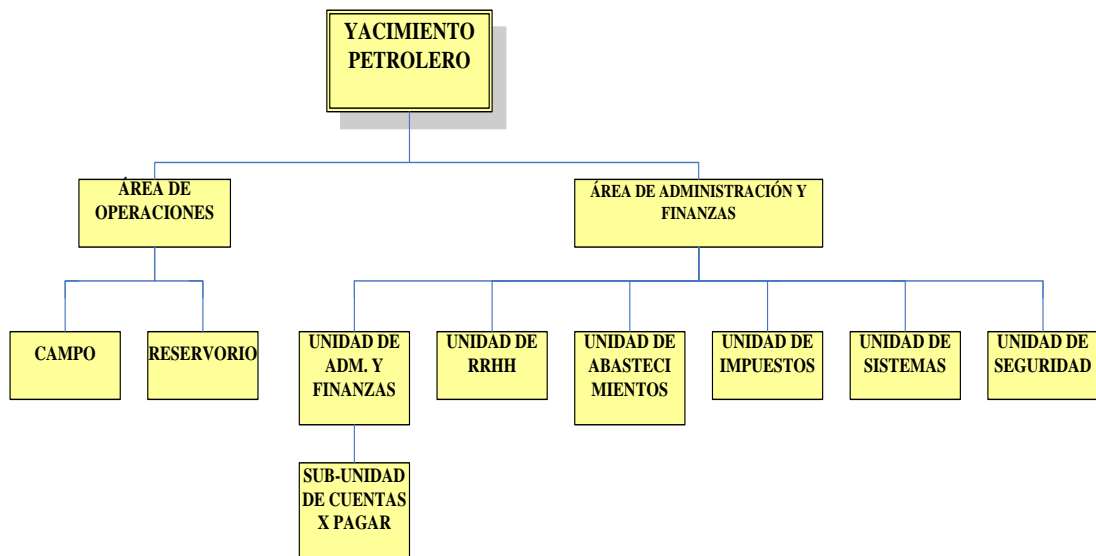 YACIMIENTO
PETROLERO
ÁREA DE
OPERACIONES
ÁREA DE ADMINISTRACIÓN Y
FINANZAS
CAMPO
RESERVORIO
UNIDAD DE
ADM. Y
FINANZAS
UNIDAD DE
RRHH
UNIDAD DE
ABASTECI
MIENTOS
UNIDAD DE
IMPUESTOS
UNIDAD DE
SISTEMAS
UNIDAD DE
SEGURIDAD
SUB-UNIDAD
DE CUENTAS
X PAGAR